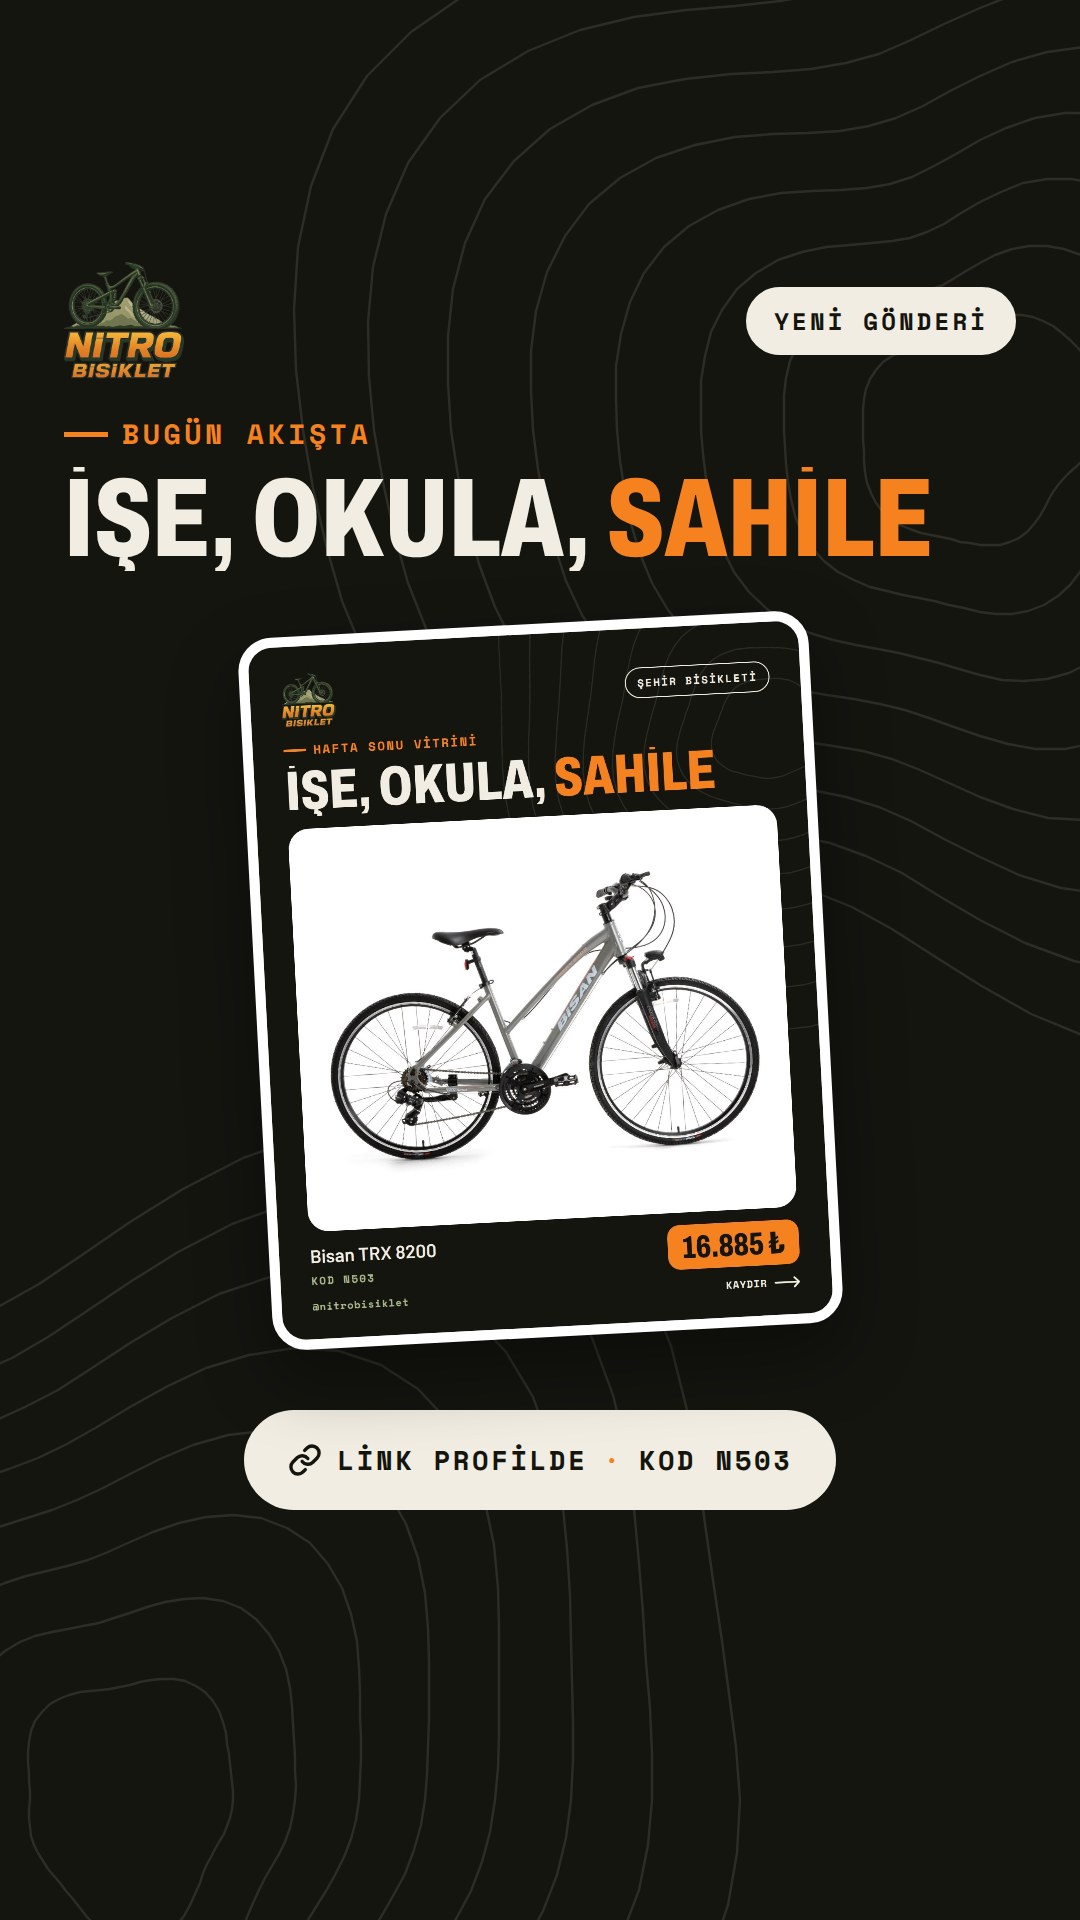 NiTRO
BiSiKLET
YENİ GÖNDERİ
BUGÜN AKIŞTA
İŞE, OKULA, SAHİLE
NiTRO
BiSiKLET
ŞEHİR BİSİKLETİ
HAFTA SONU VİTRİNİ
İŞE, OKULA, SAHİLE
BISAN
Bisan TRX 8200
16.885 ₺
KOD N503
KAYDIR
@nitrobisiklet
LİNK PROFİLDE · KOD N503